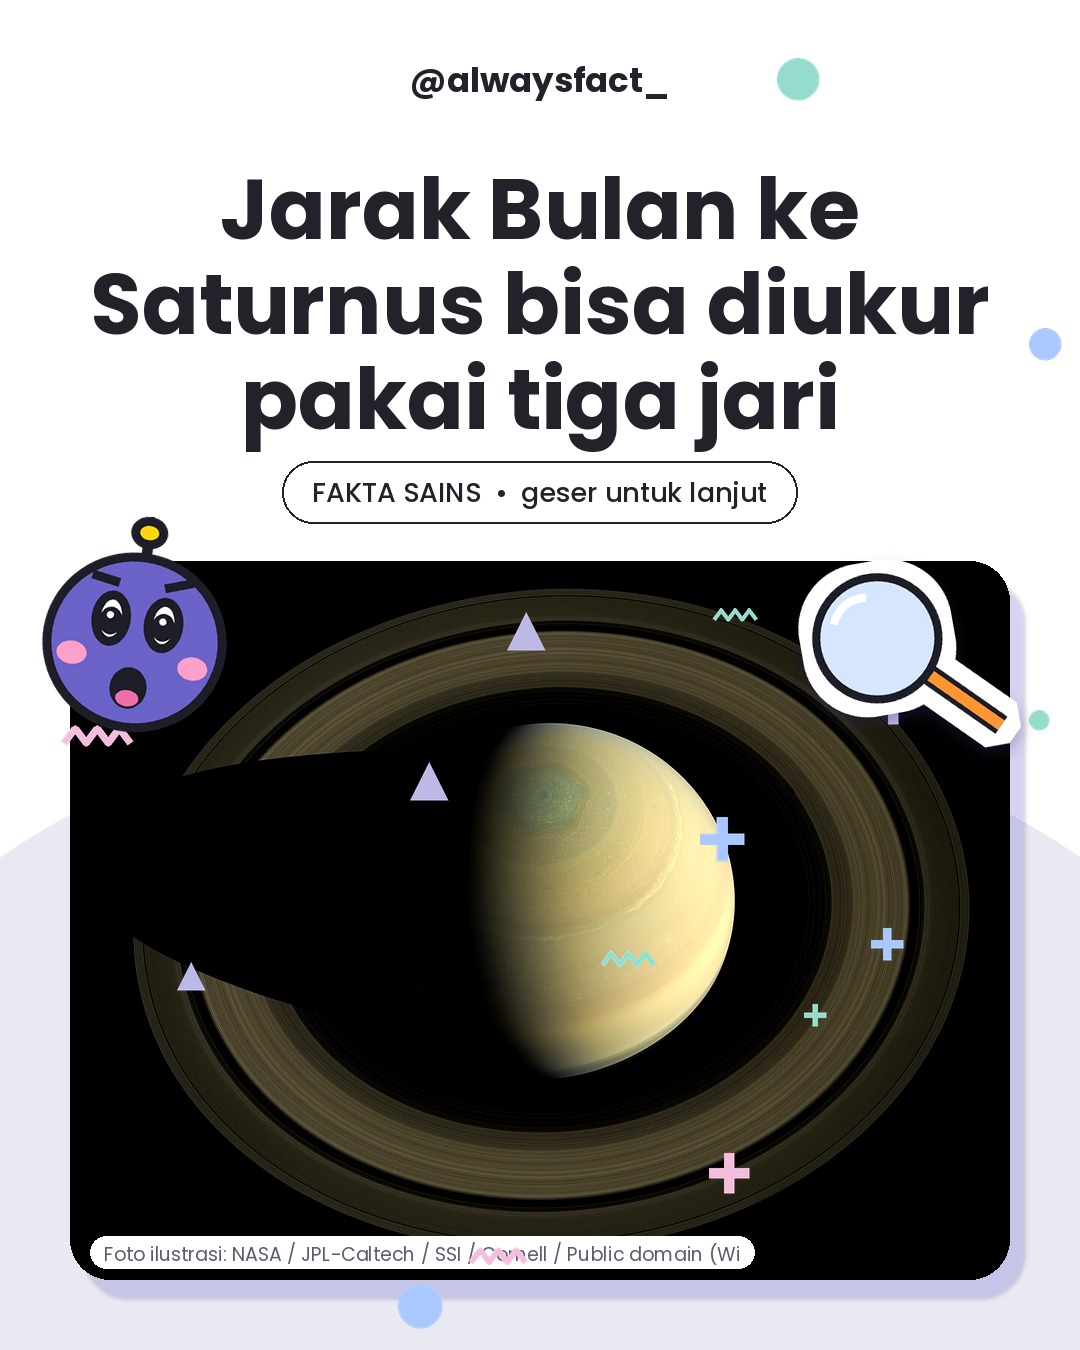 @alwaysfact_
Jarak Bulan ke
Saturnus bisa diukur
pakai tiga jari
FAKTA SAINS • geser untuk lanjut
Foto ilustrasi: NASA / JPL-Caltech / SSI / Cornell / Public domain (Wi